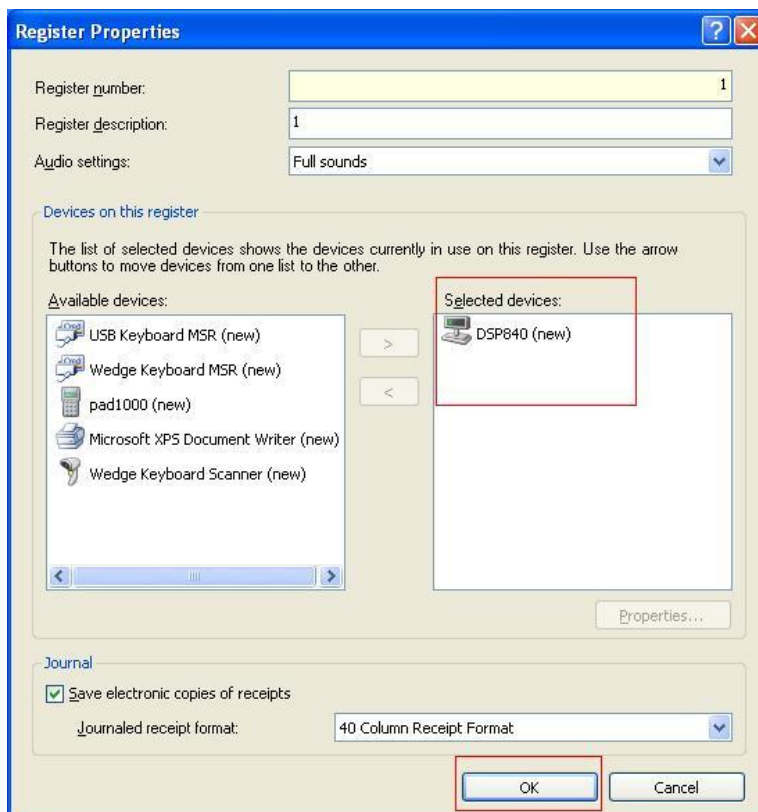 Register Properties
Register number:
1
Register description:
1
Audio settings:
Full sounds
Devices on this register
The list of selected devices shows the devices currently in use on this register. Use the arrow
buttons to move devices from one list to the other.
Available devices:
USB Keyboard MSR (new)
Wedge Keyboard MSR (new)
pad1000 (new)
Microsoft XPS Document Writer (new)
Wedge Keyboard Scanner (new)
>
<
Selected devices:
DSP840 (new)
Properties...
Journal
Save electronic copies of receipts
Journaled receipt format:
40 Column Receipt Format
OK
Cancel